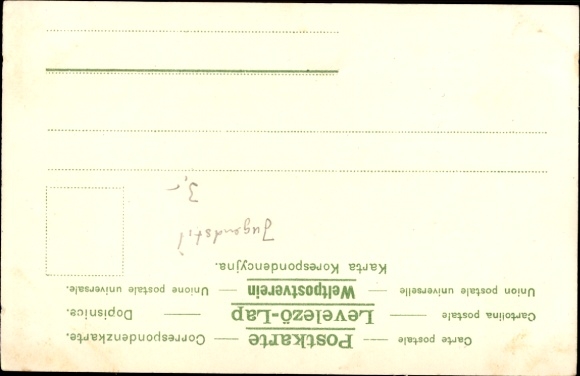 Carte postale — Postkarte — Correspondenzkarte.
Cartolina postale — Levelező-Lap — Dopisnice.
Union postale universelle — Weltpostverein — Unione postale universale.
Karta Korespondencyjna.
Jugendstil
3,-